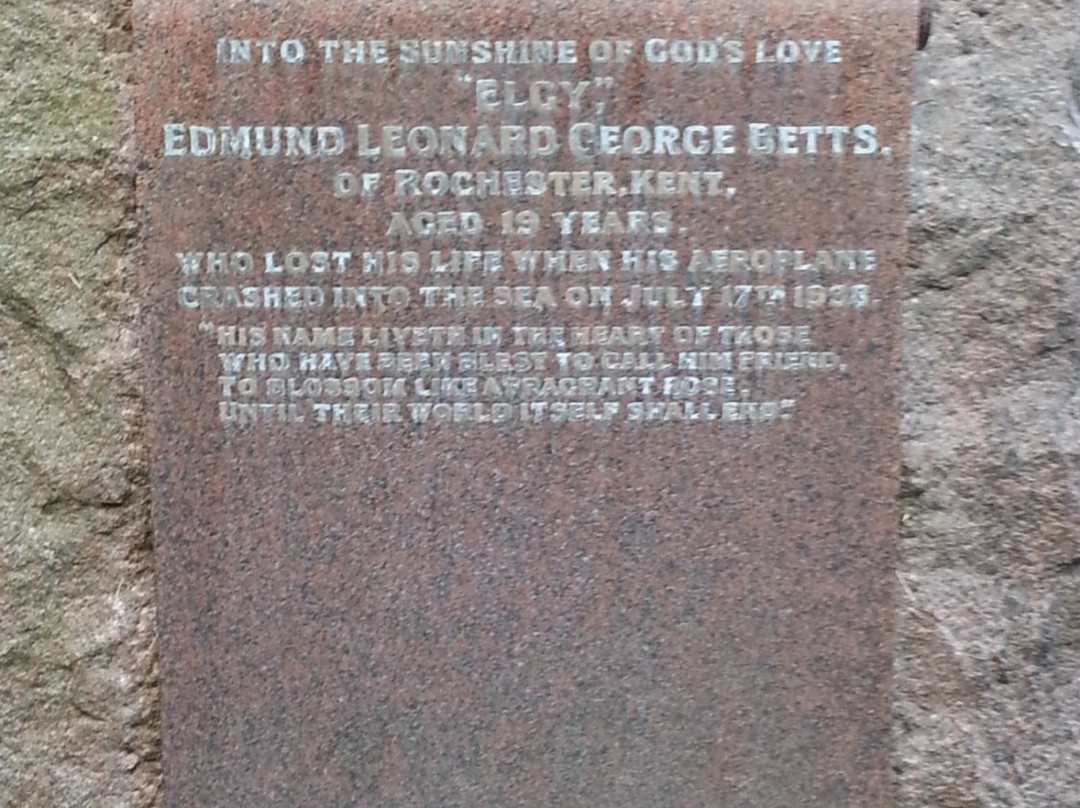 INTO THE SUNSHINE OF GOD'S LOVE
"ELGY",
EDMUND LEONARD GEORGE BETTS,
OF ROCHESTER, KENT,
AGED 19 YEARS.
WHO LOST HIS LIFE WHEN HIS AEROPLANE
CRASHED INTO THE SEA ON JULY 17TH
"HIS NAME LIVETH IN THE HEART OF THOSE
WHO HAVE BEEN BLEST TO CALL HIM FRIEND,
TO BLOSSOM LIKE A FRAGRANT ROSE,
UNTIL THEIR WORLD ITSELF SHALL END"